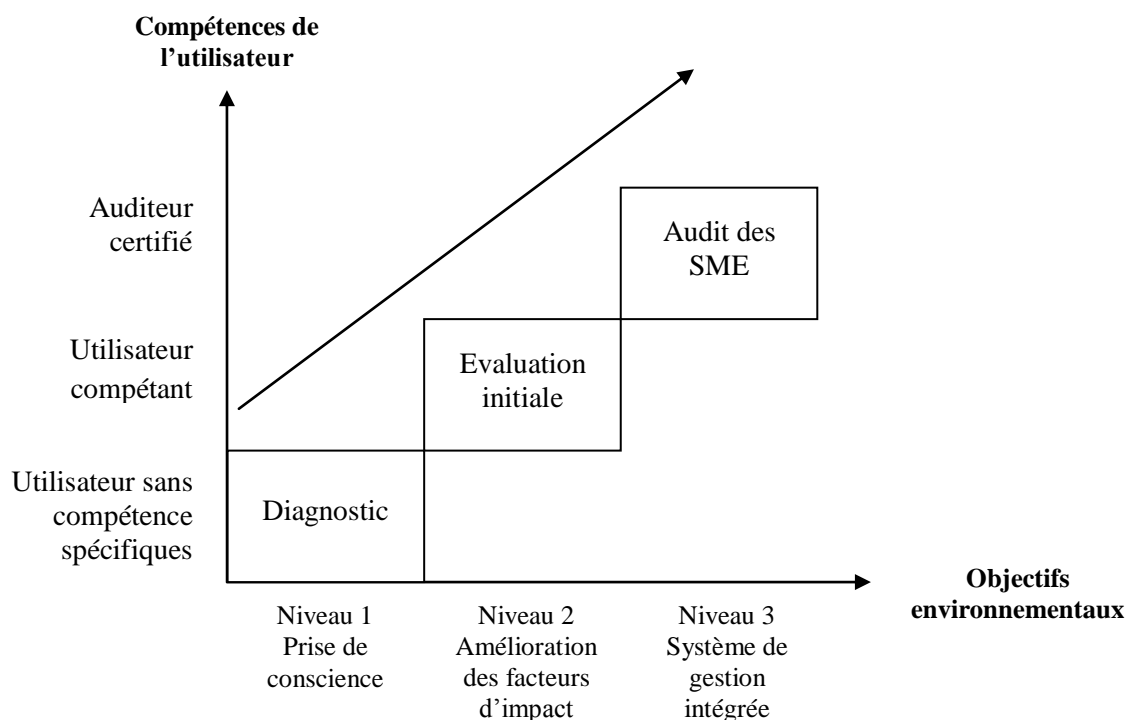 Compétences de
l’utilisateur
Auditeur
certifié
Audit des
SME
Utilisateur
compétant
Evaluation
initiale
Utilisateur sans
compétence
spécifiques
Diagnostic
Objectifs
environnementaux
Niveau 1
Prise de
conscience
Niveau 2
Amélioration
des facteurs
d’impact
Niveau 3
Système de
gestion
intégrée